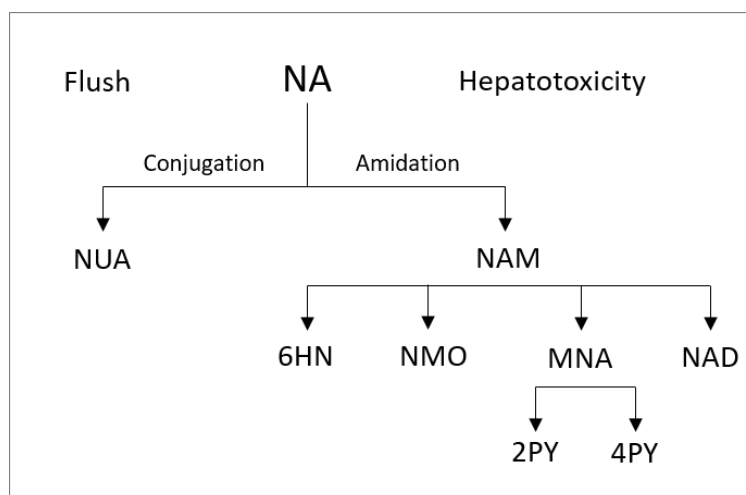 Flush NA Hepatotoxicity
Conjugation Amidation
NUA NAM
6HN NMO MNA NAD
2PY 4PY